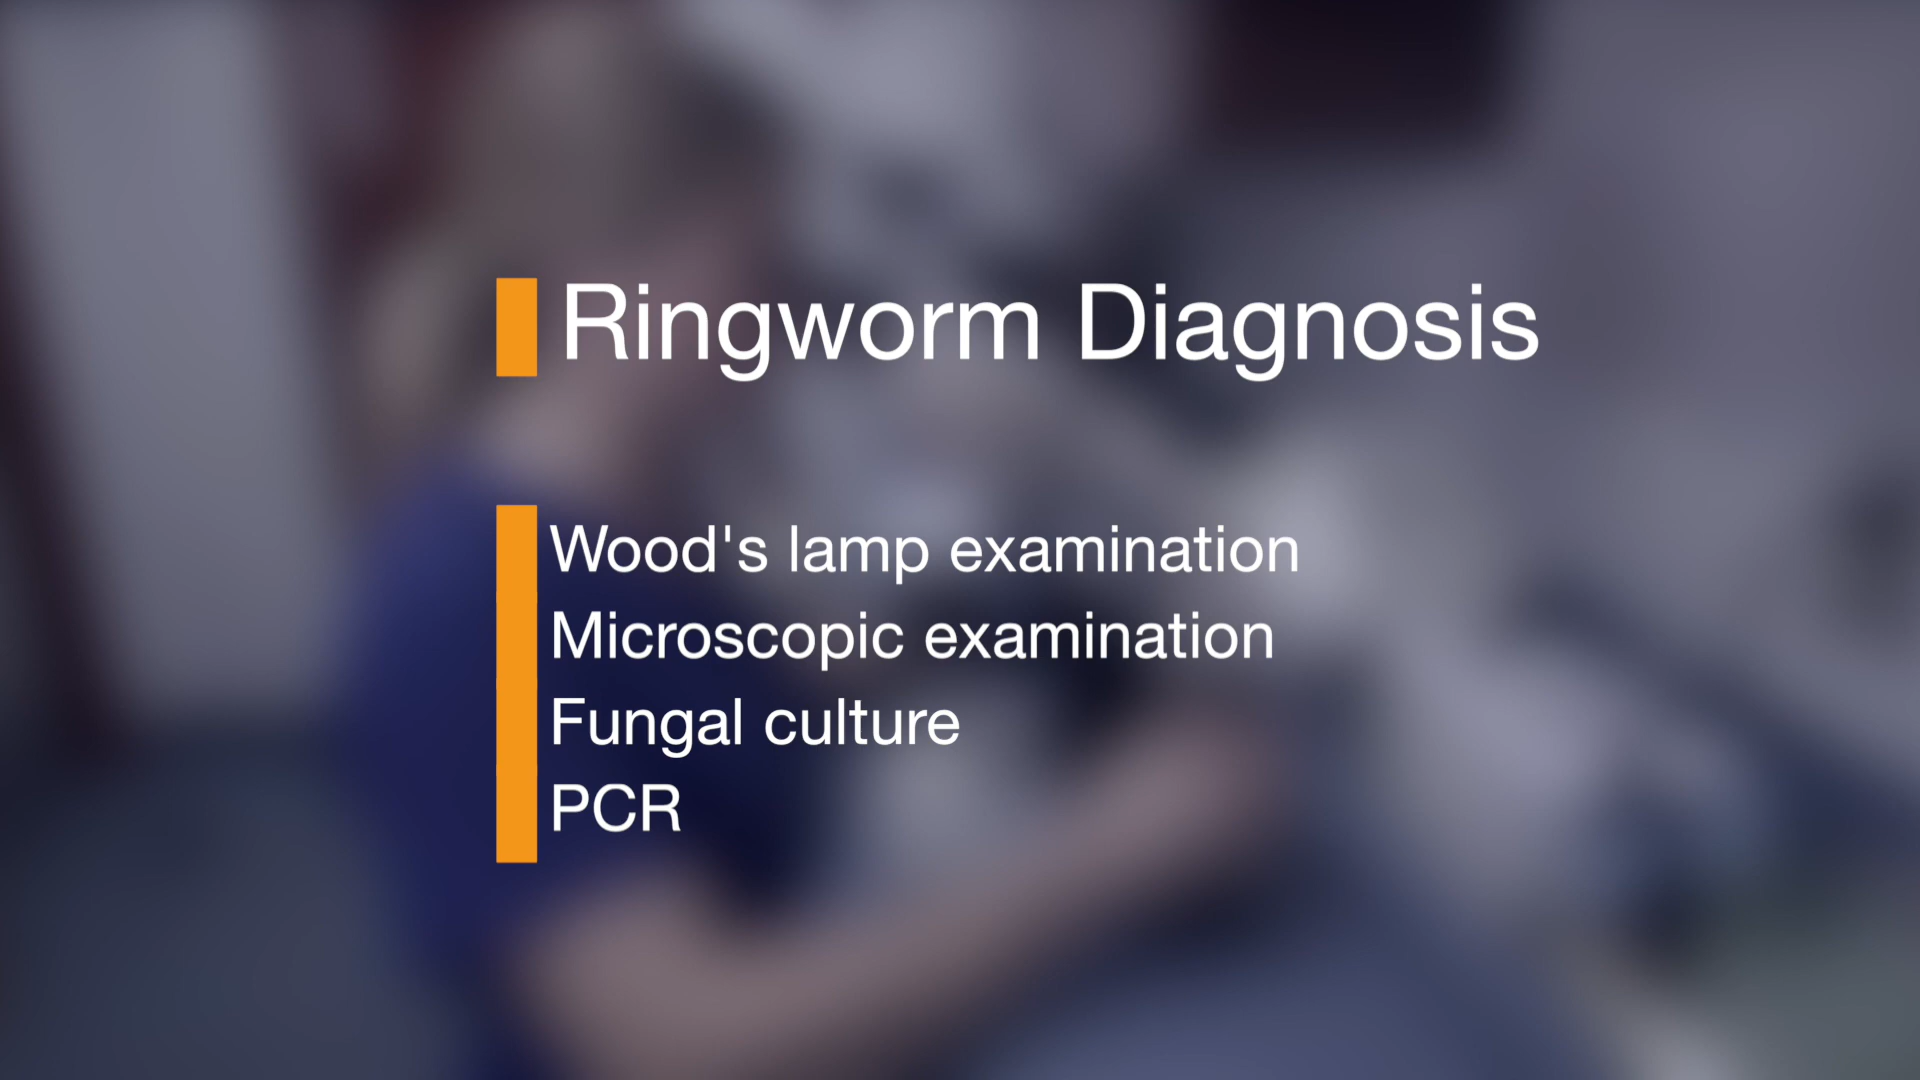 Ringworm Diagnosis
Wood's lamp examination
Microscopic examination
Fungal culture
PCR